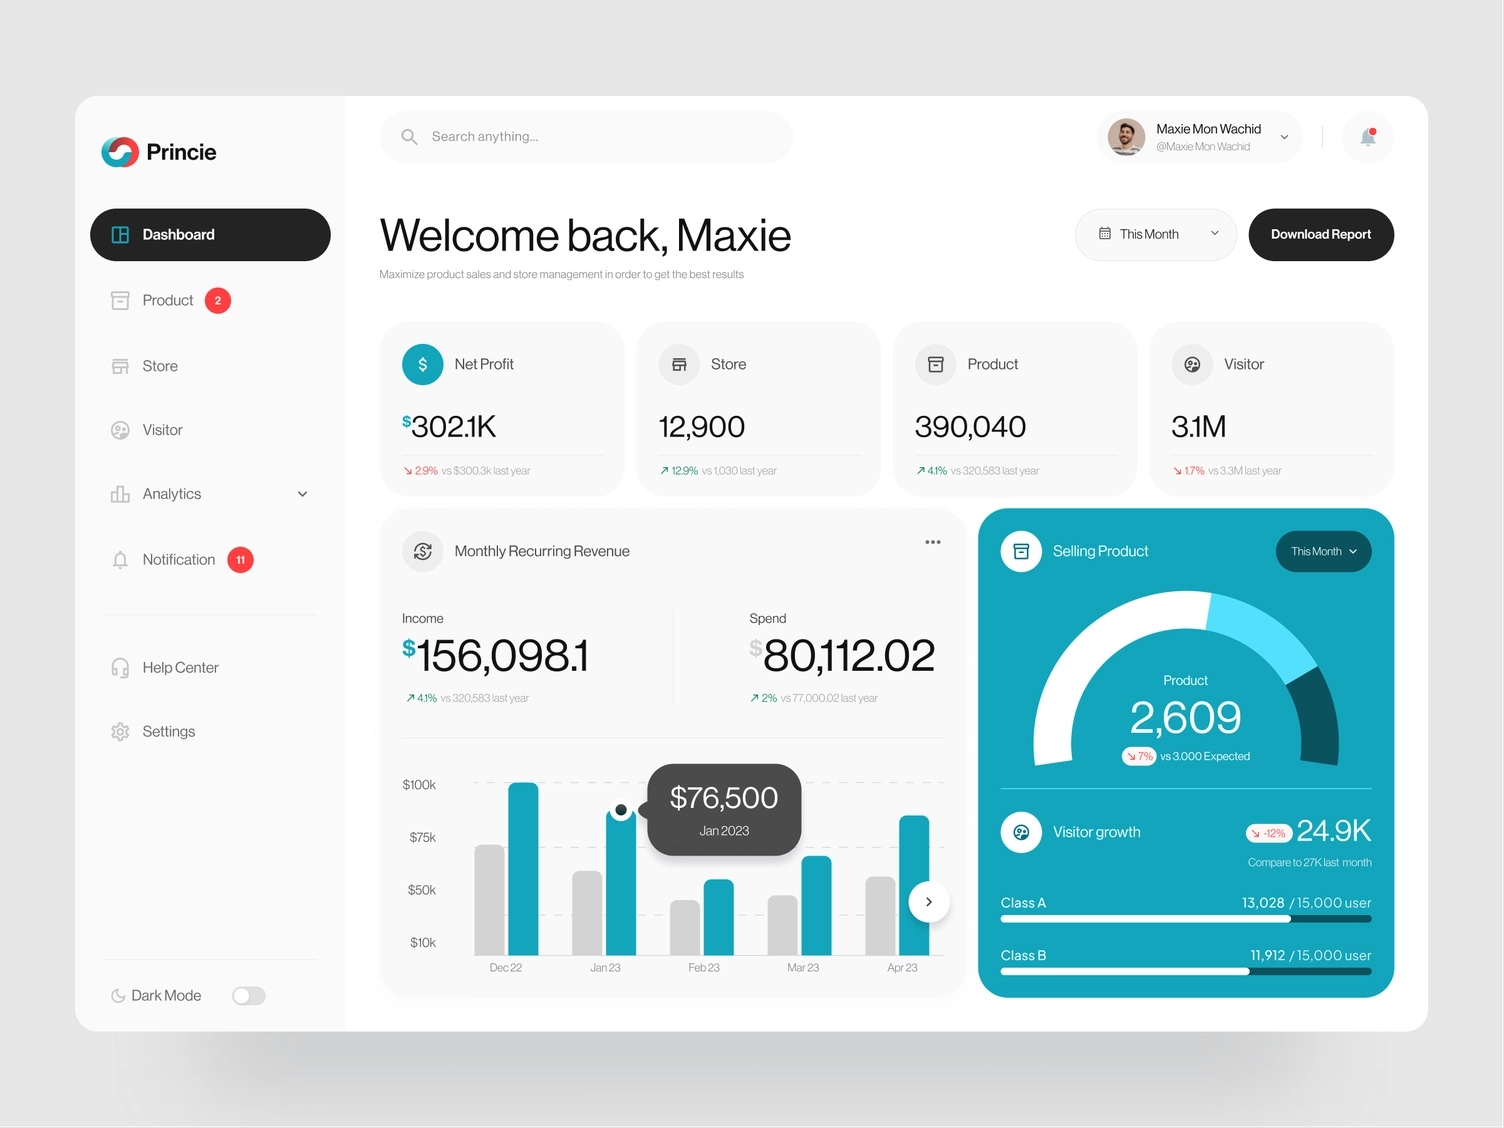 Princie
Search anything...
Maxie Mon Wachid
@Maxie Mon Wachid
Dashboard
Product 2
Store
Visitor
Analytics
Notification 11
Help Center
Settings
Dark Mode
Welcome back, Maxie
Maximize product sales and store management in order to get the best results
This Month
Download Report
Net Profit
$302.1K
2.9% vs $300.3k last year
Store
12,900
12.9% vs 1,030 last year
Product
390,040
4.1% vs 320,583 last year
Visitor
3.1M
1.7% vs 3.3M last year
Monthly Recurring Revenue
Income
$156,098.1
4.1% vs 320,583 last year
Spend
$80,112.02
2% vs 77,000.02 last year
$100k
$75k
$50k
$10k
$76,500
Jan 2023
Dec 22
Jan 23
Feb 23
Mar 23
Apr 23
Selling Product
This Month
Product
2,609
7% vs 3.000 Expected
Visitor growth
-12% 24.9K
Compare to 27K last month
Class A
13,028 / 15,000 user
Class B
11,912 / 15,000 user